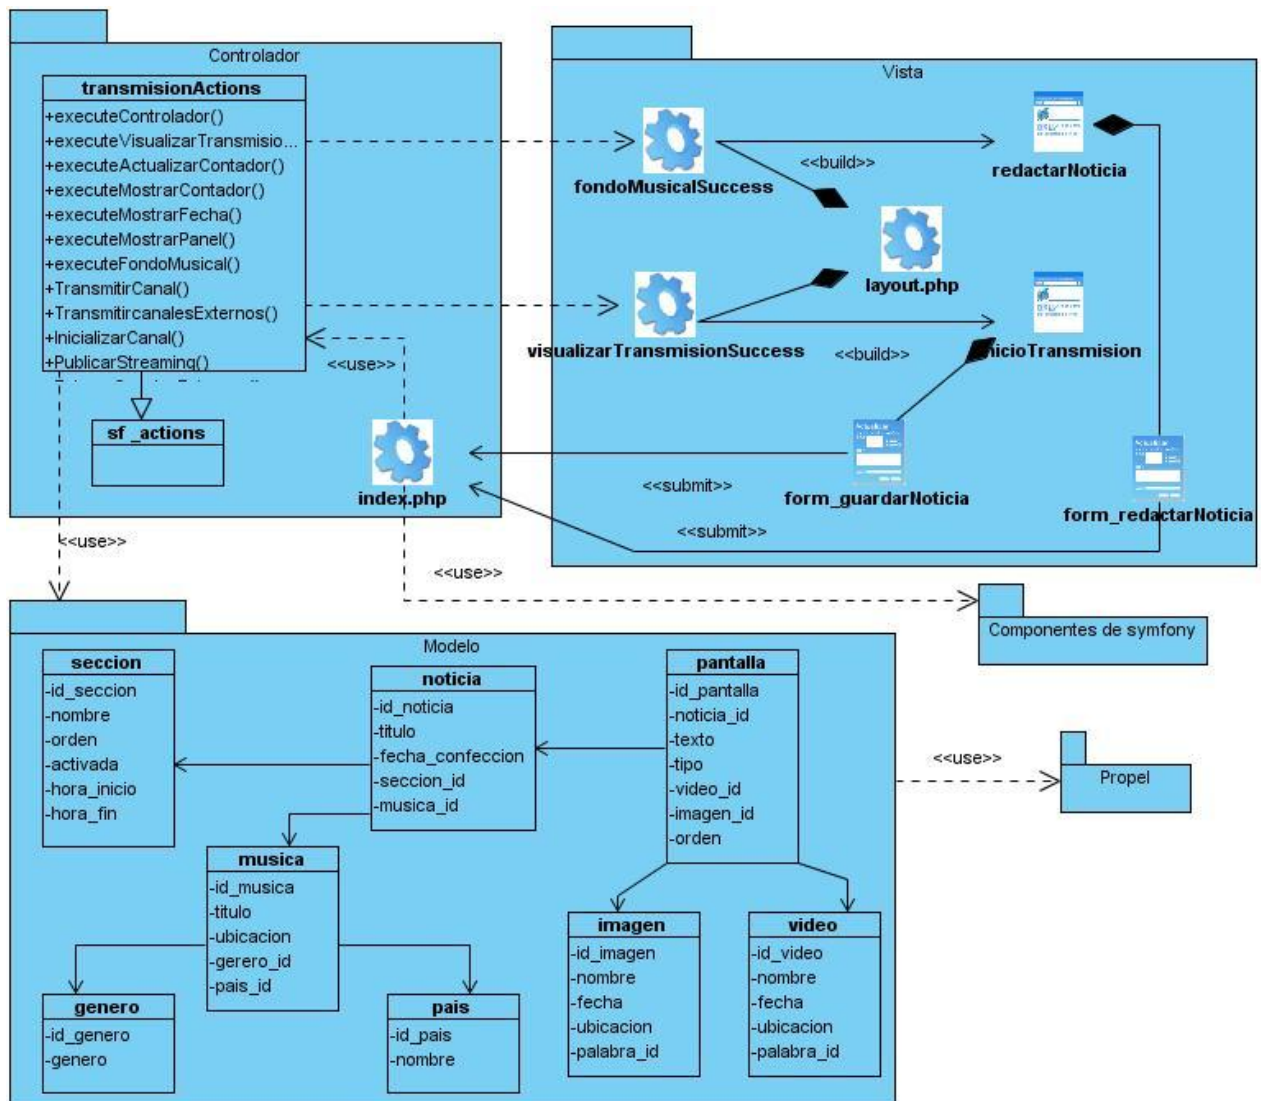 Controlador
transmisionActions
+executeControlador()
+executeVisualizarTransmisio...
+executeActualizarContador()
+executeMostrarContador()
+executeMostrarFecha()
+executeMostrarPanel()
+executeFondoMusical()
+TransmitirCanal()
+TransmitircanalesExternos()
+InicializarCanal()
+PublicarStreaming()
sf _actions
<<use>>
index.php
<<use>>
Vista
fondoMusicalSuccess
<<build>>
redactarNoticia
layout.php
visualizarTransmisionSuccess
<<build>>
nicioTransmision
<<submit>>
form_guardarNoticia
<<submit>>
form_redactarNoticia
<<use>>
Componentes de symfony
Modelo
seccion
-id_seccion
-nombre
-orden
-activada
-hora_inicio
-hora_fin
noticia
-id_noticia
-titulo
-fecha_confeccion
-seccion_id
-musica_id
pantalla
-id_pantalla
-noticia_id
-texto
-tipo
-video_id
-imagen_id
-orden
<<use>>
Propel
musica
-id_musica
-titulo
-ubicacion
-gerero_id
-pais_id
genero
-id_genero
-genero
pais
-id_pais
-nombre
imagen
-id_imagen
-nombre
-fecha
-ubicacion
-palabra_id
video
-id_video
-nombre
-fecha
-ubicacion
-palabra_id